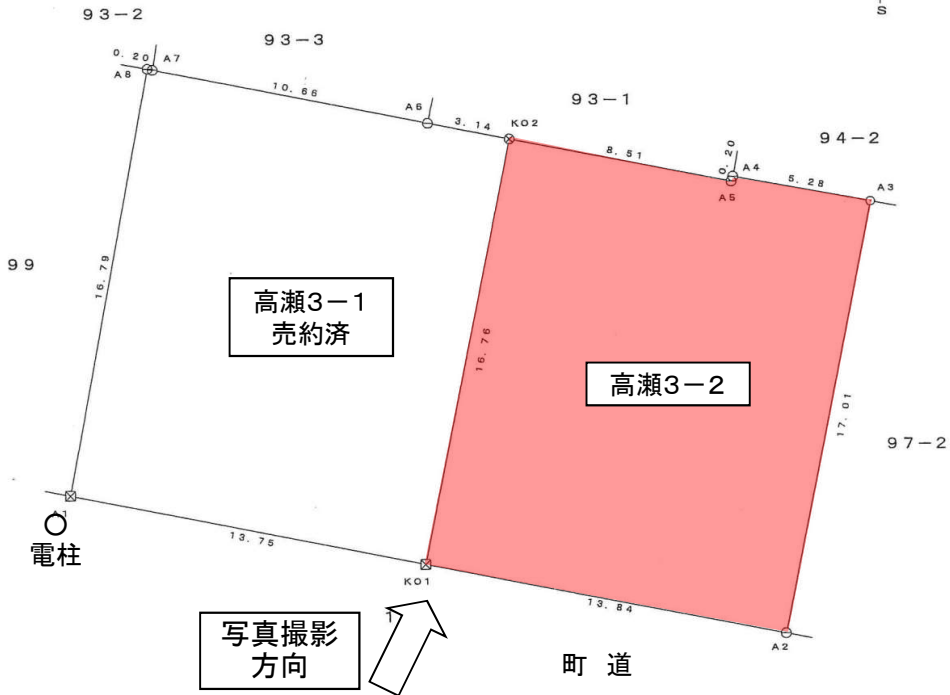 S
93-2
93-3
0.20
A7
A8
10.66
A6
3.14
K02
93-1
8.51
0.20
A4
A5
94-2
5.28
A3
99
16.79
高瀬3-1
売約済
16.76
高瀬3-2
17.01
97-2
A1
電柱
13.75
K01
13.84
A2
1
写真撮影
方向
町 道